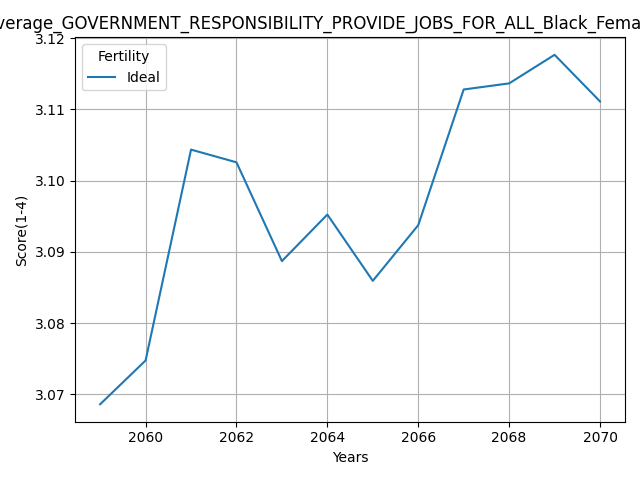 verage_GOVERNMENT_RESPONSIBILITY_PROVIDE_JOBS_FOR_ALL_Black_Fema
3.12
Fertility
Ideal
3.11
3.10
3.09
3.08
3.07
Score(1-4)
2060 2062 2064 2066 2068 2070
Years